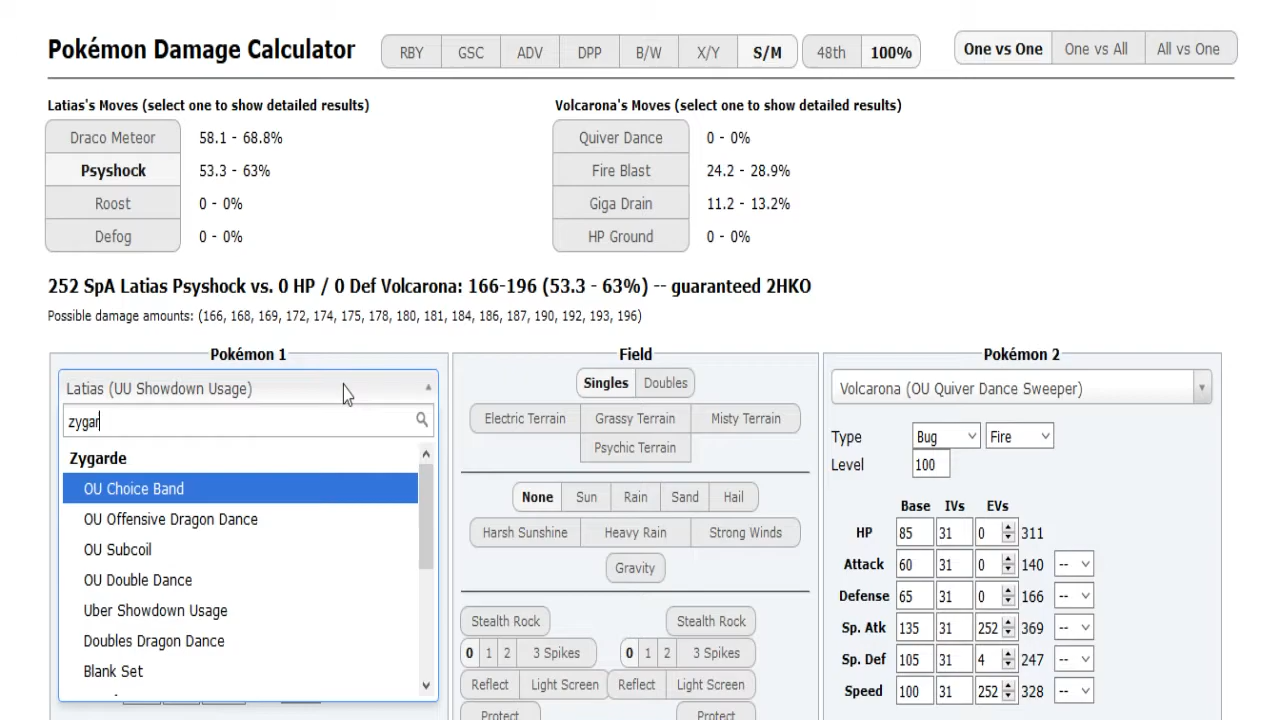 Pokémon Damage Calculator RBY GSC ADV DPP B/W X/Y S/M 48th 100% One vs One One vs All All vs One
Latias's Moves (select one to show detailed results) Volcarona's Moves (select one to show detailed results)
Draco Meteor 58.1 - 68.8% Quiver Dance 0 - 0%
Psyshock 53.3 - 63% Fire Blast 24.2 - 28.9%
Roost 0 - 0% Giga Drain 11.2 - 13.2%
Defog 0 - 0% HP Ground 0 - 0%
252 SpA Latias Psyshock vs. 0 HP / 0 Def Volcarona: 166-196 (53.3 - 63%) -- guaranteed 2HKO
Possible damage amounts: (166, 168, 169, 172, 174, 175, 178, 180, 181, 184, 186, 187, 190, 192, 193, 196)
Pokémon 1
Latias (UU Showdown Usage)
zygar
Zygarde
OU Choice Band
OU Offensive Dragon Dance
OU Subcoil
OU Double Dance
Uber Showdown Usage
Doubles Dragon Dance
Blank Set
Field
Singles Doubles
Electric Terrain Grassy Terrain Misty Terrain
Psychic Terrain
None Sun Rain Sand Hail
Harsh Sunshine Heavy Rain Strong Winds
Gravity
Stealth Rock Stealth Rock
0 1 2 3 Spikes 0 1 2 3 Spikes
Reflect Light Screen Reflect Light Screen
Protect Protect
Pokémon 2
Volcarona (OU Quiver Dance Sweeper)
Type Bug Fire
Level 100
Base IVs EVs
HP 85 31 0 311
Attack 60 31 0 140 --
Defense 65 31 0 166 --
Sp. Atk 135 31 252 369 --
Sp. Def 105 31 4 247 --
Speed 100 31 252 328 --